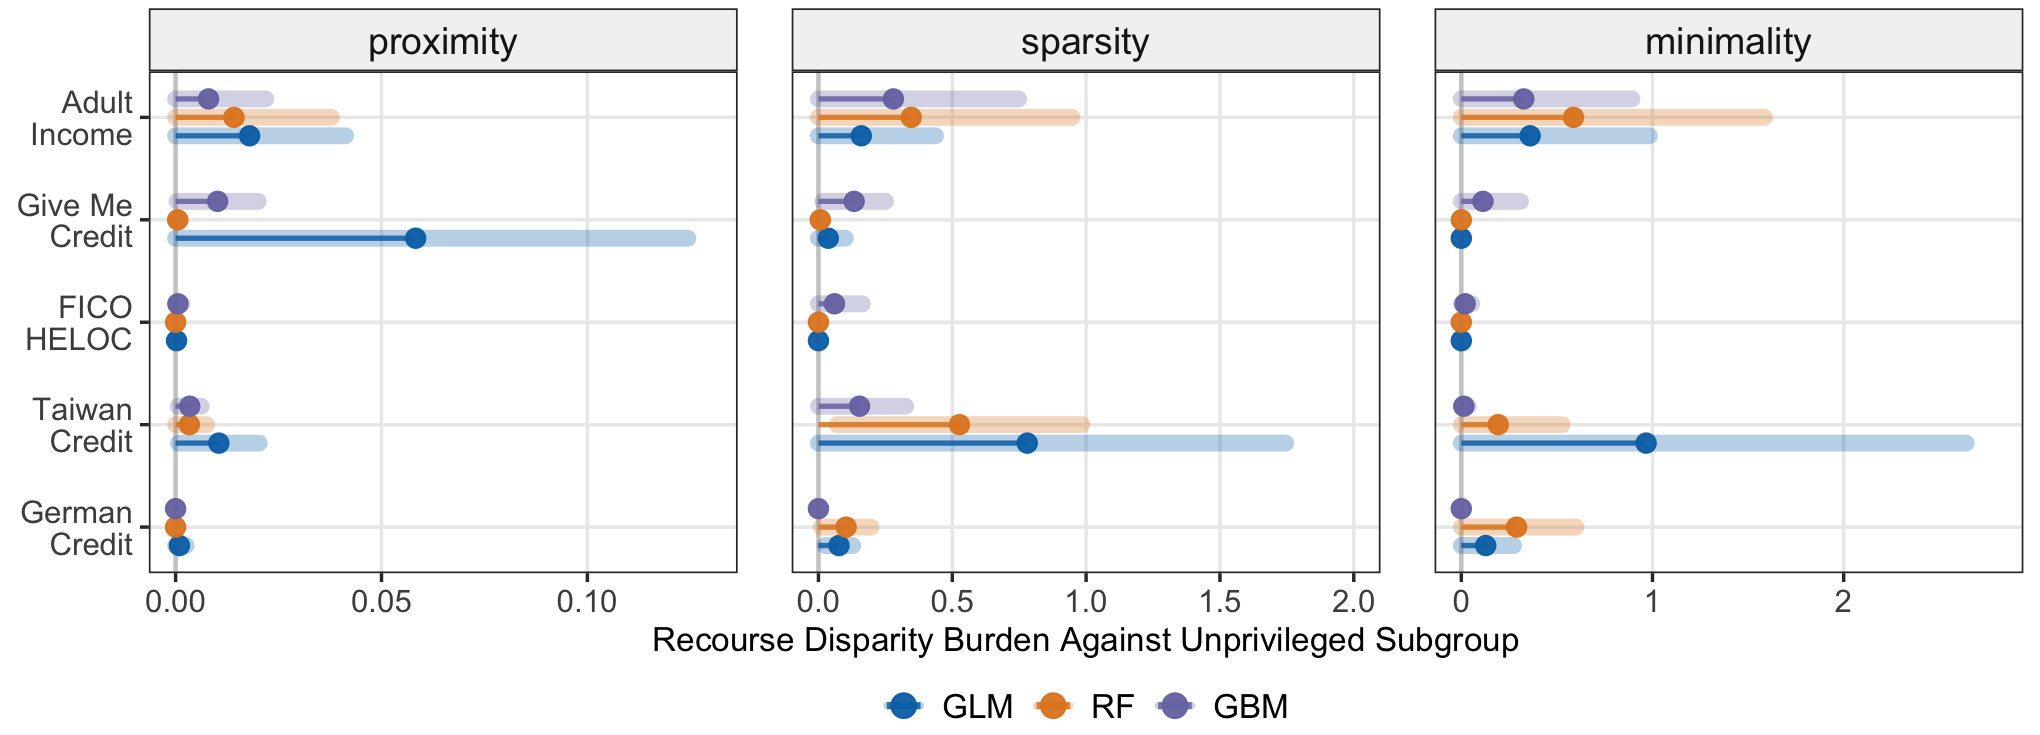 proximity
sparsity
minimality
Adult
Income
Give Me
Credit
FICO
HELOC
Taiwan
Credit
German
Credit
0.00 0.05 0.10
0.0 0.5 1.0 1.5 2.0
0 1 2
Recourse Disparity Burden Against Unprivileged Subgroup
GLM RF GBM